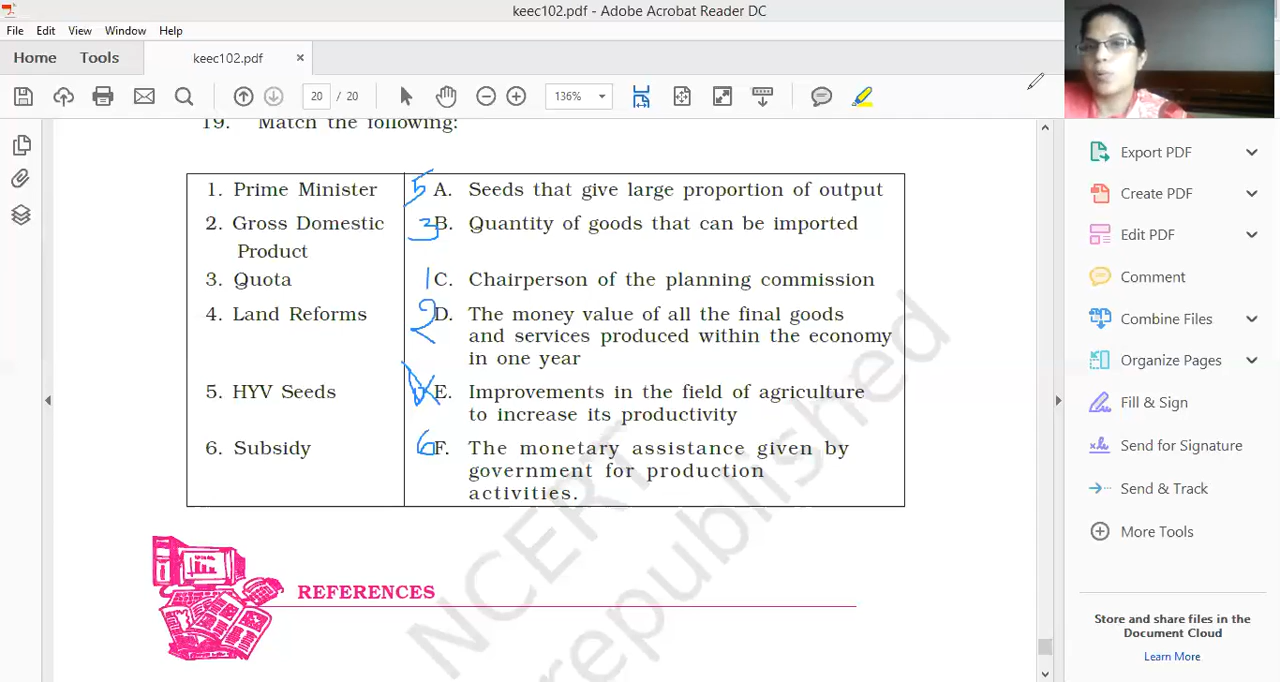 keec102.pdf - Adobe Acrobat Reader DC
File Edit View Window Help
Home Tools keec102.pdf ×
20 / 20 136%
19. Match the following:
1. Prime Minister 5 A. Seeds that give large proportion of output
2. Gross Domestic 3 B. Quantity of goods that can be imported
Product
3. Quota 1 C. Chairperson of the planning commission
4. Land Reforms 2 D. The money value of all the final goods
and services produced within the economy
in one year
5. HYV Seeds E. Improvements in the field of agriculture
to increase its productivity
6. Subsidy 6 F. The monetary assistance given by
government for production
activities.
REFERENCES
NCERT
republished
Export PDF
Create PDF
Edit PDF
Comment
Combine Files
Organize Pages
Fill & Sign
Send for Signature
Send & Track
More Tools
Store and share files in the
Document Cloud
Learn More